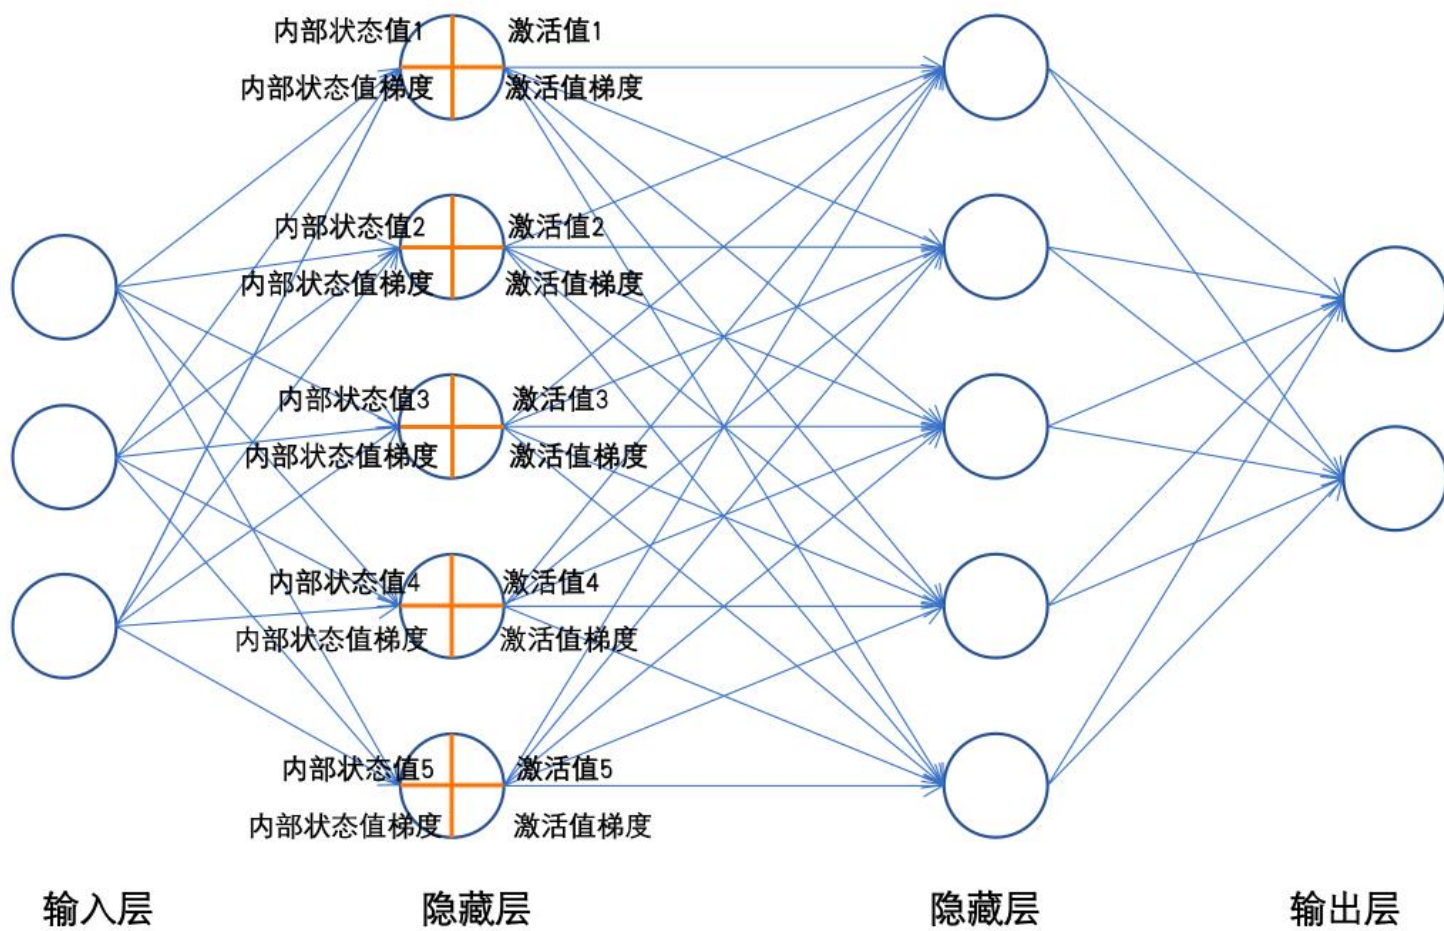 内部状态值1 激活值1
内部状态值梯度 激活值梯度
内部状态值2 激活值2
内部状态值梯度 激活值梯度
内部状态值3 激活值3
内部状态值梯度 激活值梯度
内部状态值4 激活值4
内部状态值梯度 激活值梯度
内部状态值5 激活值5
内部状态值梯度 激活值梯度
输入层 隐藏层 隐藏层 输出层